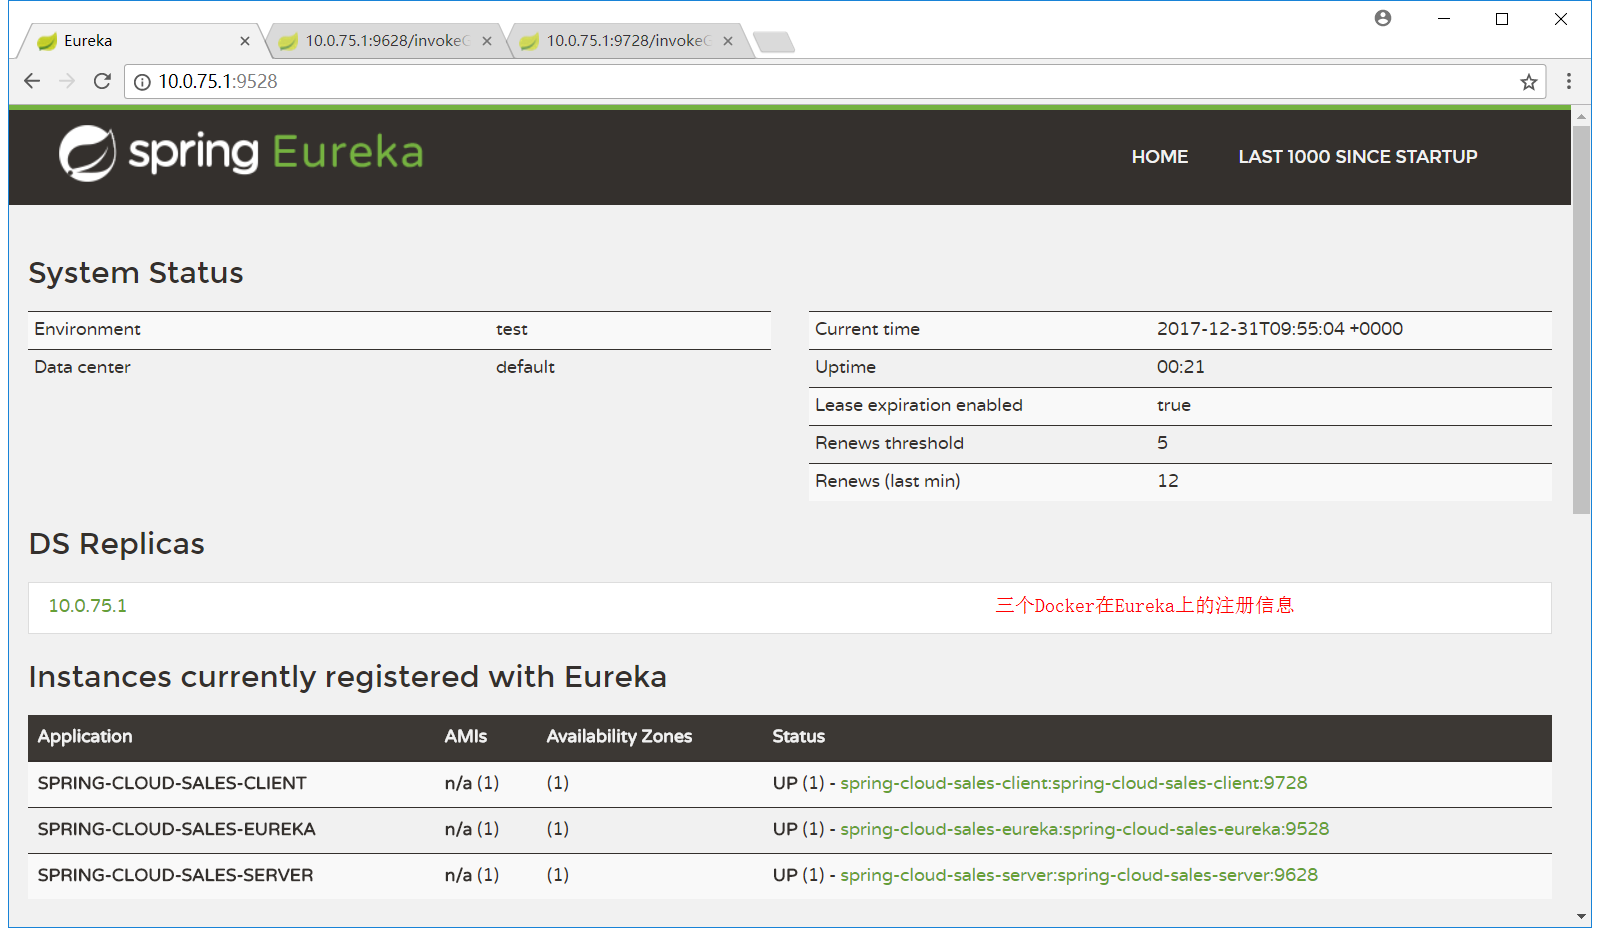 Eureka
10.0.75.1:9628/invokeG
10.0.75.1:9728/invokeG
10.0.75.1:9528
spring Eureka
HOME
LAST 1000 SINCE STARTUP
System Status
Environment test
Data center default
Current time 2017-12-31T09:55:04 +0000
Uptime 00:21
Lease expiration enabled true
Renews threshold 5
Renews (last min) 12
DS Replicas
10.0.75.1
三个Docker在Eureka上的注册信息
Instances currently registered with Eureka
Application AMIs Availability Zones Status
SPRING-CLOUD-SALES-CLIENT n/a (1) (1) UP (1) - spring-cloud-sales-client:spring-cloud-sales-client:9728
SPRING-CLOUD-SALES-EUREKA n/a (1) (1) UP (1) - spring-cloud-sales-eureka:spring-cloud-sales-eureka:9528
SPRING-CLOUD-SALES-SERVER n/a (1) (1) UP (1) - spring-cloud-sales-server:spring-cloud-sales-server:9628